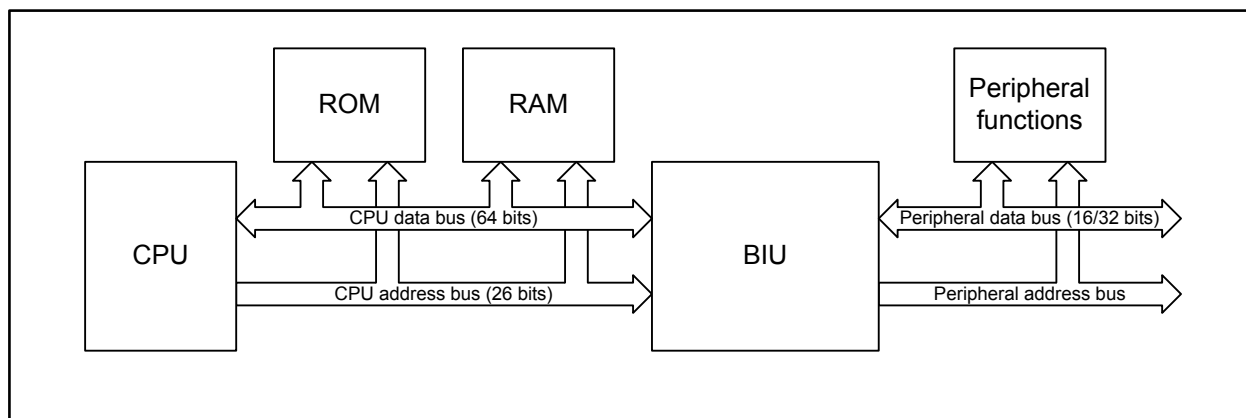 ROM
RAM
Peripheral
functions
CPU data bus (64 bits)
Peripheral data bus (16/32 bits)
CPU
BIU
CPU address bus (26 bits)
Peripheral address bus